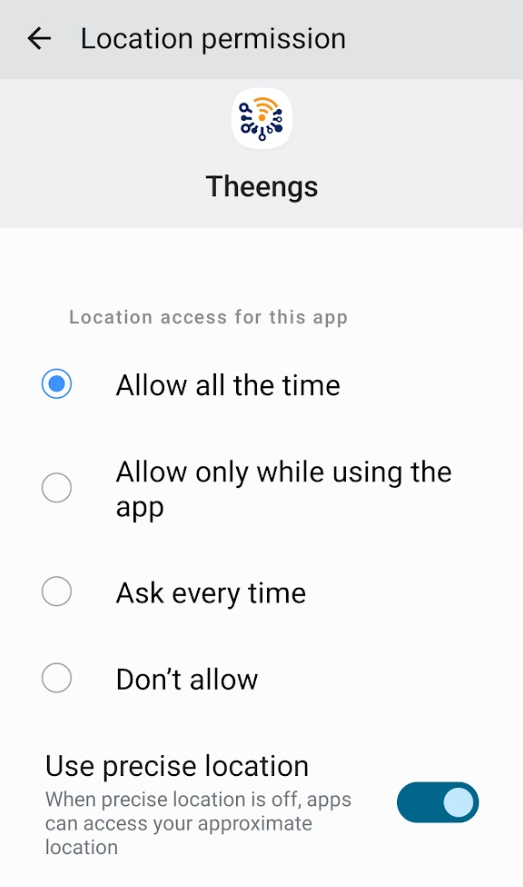 Location permission
Theengs
Location access for this app
Allow all the time
Allow only while using the
app
Ask every time
Don’t allow
Use precise location
When precise location is off, apps
can access your approximate
location